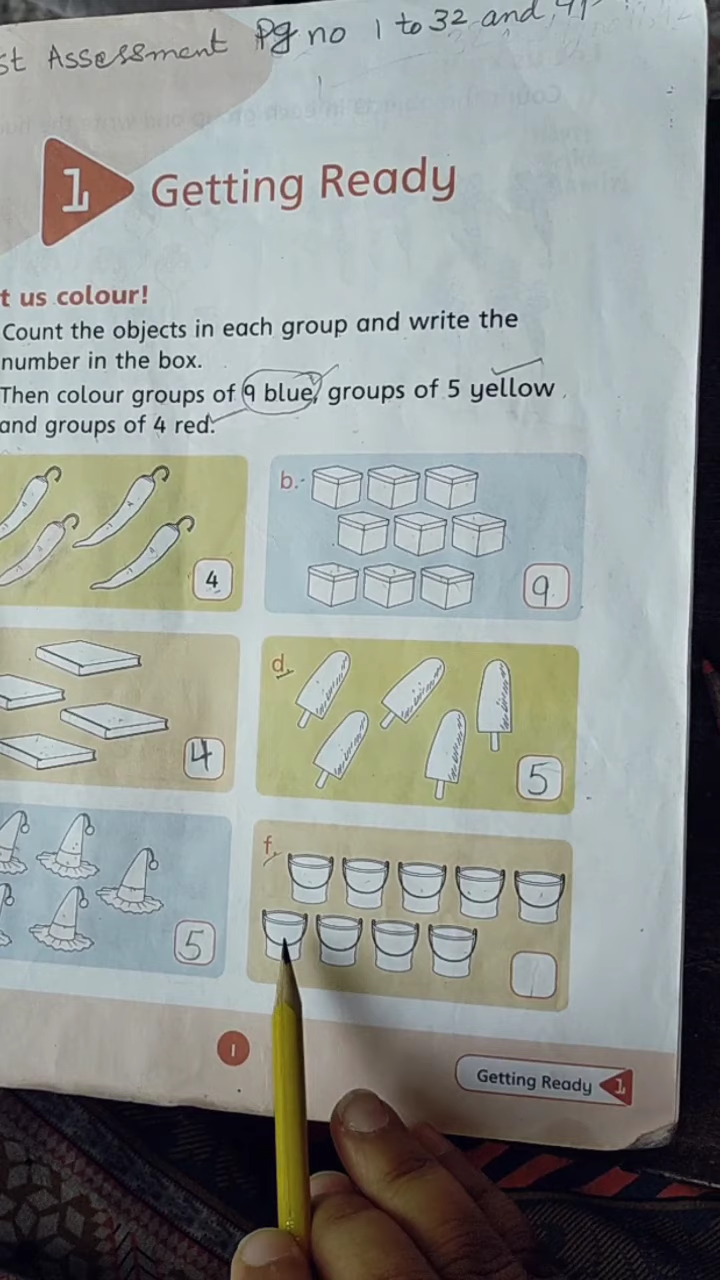 st Assessment Pg no 1 to 32 and
1 Getting Ready
t us colour!
Count the objects in each group and write the
number in the box.
Then colour groups of 9 blue, groups of 5 yellow
and groups of 4 red.
4
b.
9
4
d.
5
5
f.
1
Getting Ready 1